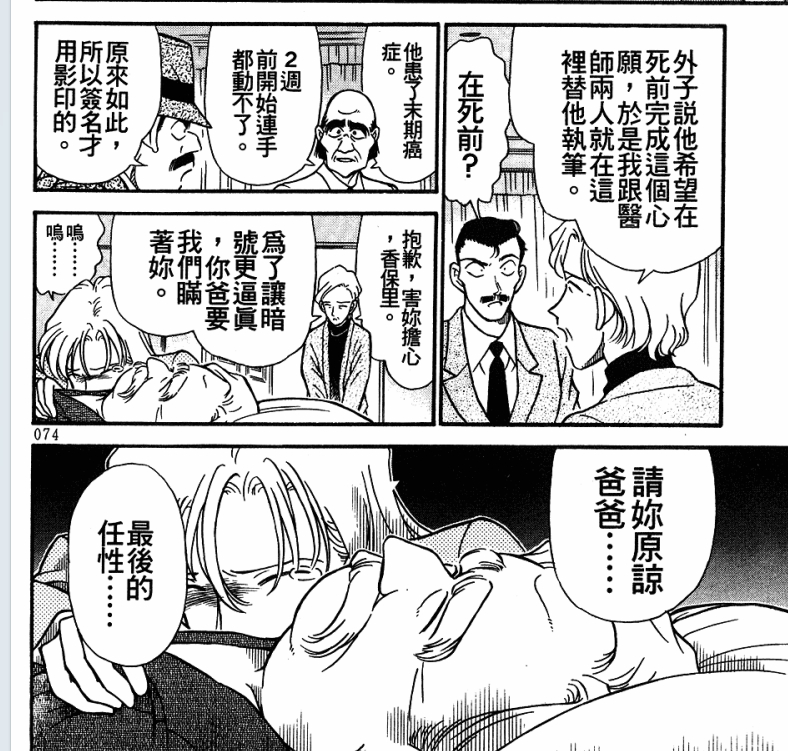 外子説他希望在
死前完成這個心
願，於是我跟醫
師兩人就在這
裡替他執筆。
在死前？
他患了末期癌
症。
2週
前開始連手
都動不了。
原來如此，
所以簽名才
用影印的。
抱歉，害妳擔心
，香保里。
爲了讓暗
號更逼眞
，你爸要
我們瞞
著妳。
嗚嗚
……
074
請妳原諒
爸爸……
最後的
任性……